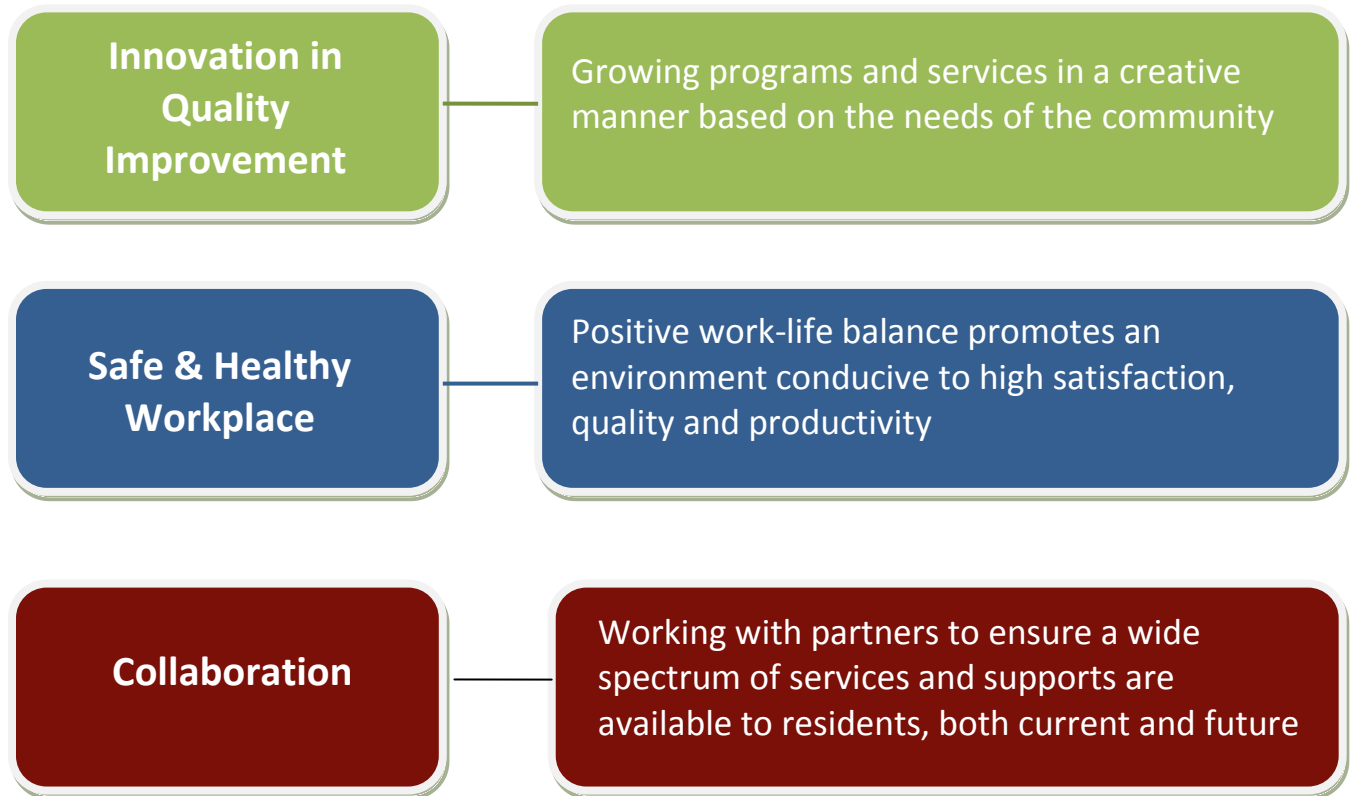 Innovation in
Quality
Improvement
Growing programs and services in a creative
manner based on the needs of the community
Safe & Healthy
Workplace
Positive work-life balance promotes an
environment conducive to high satisfaction,
quality and productivity
Collaboration
Working with partners to ensure a wide
spectrum of services and supports are
available to residents, both current and future